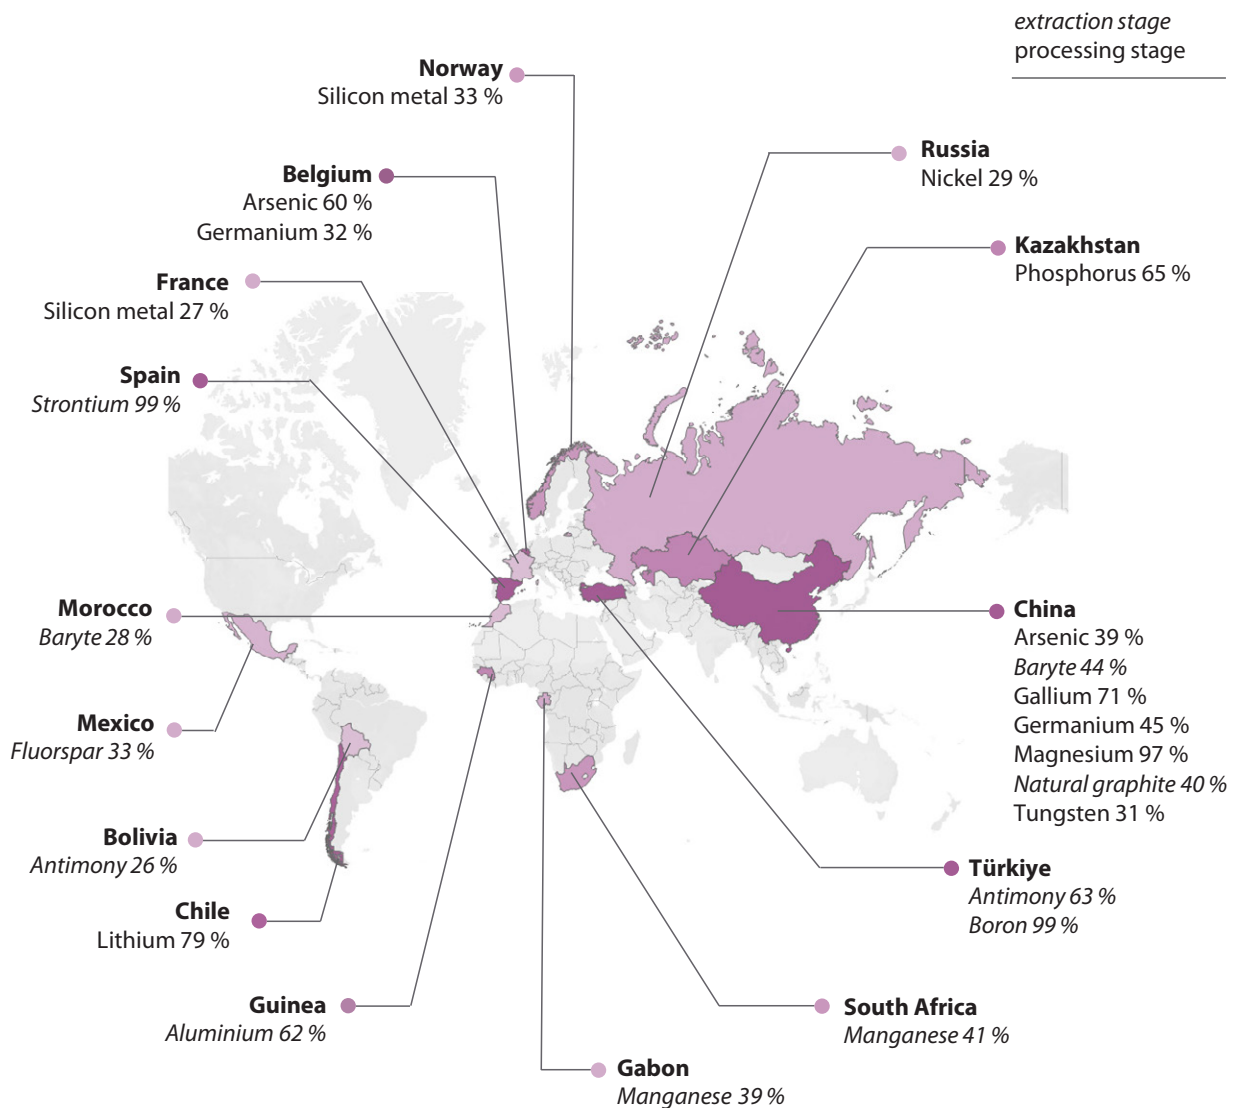 extraction stage
processing stage
Norway
Silicon metal 33 %
Russia
Nickel 29 %
Belgium
Arsenic 60 %
Germanium 32 %
Kazakhstan
Phosphorus 65 %
France
Silicon metal 27 %
Spain
Strontium 99 %
Morocco
Baryte 28 %
China
Arsenic 39 %
Baryte 44 %
Gallium 71 %
Germanium 45 %
Magnesium 97 %
Natural graphite 40 %
Tungsten 31 %
Mexico
Fluorspar 33 %
Bolivia
Antimony 26 %
Türkiye
Antimony 63 %
Boron 99 %
Chile
Lithium 79 %
Guinea
Aluminium 62 %
South Africa
Manganese 41 %
Gabon
Manganese 39 %